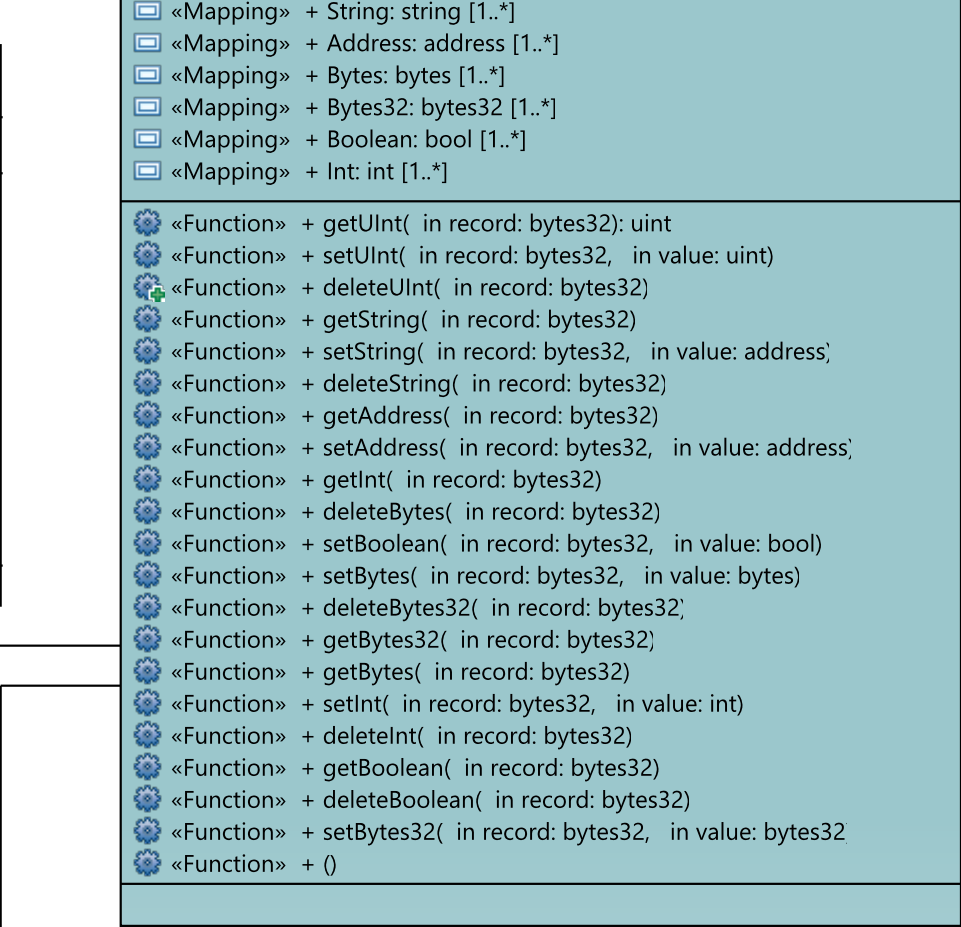 «Mapping» + String: string [1..*]
«Mapping» + Address: address [1..*]
«Mapping» + Bytes: bytes [1..*]
«Mapping» + Bytes32: bytes32 [1..*]
«Mapping» + Boolean: bool [1..*]
«Mapping» + Int: int [1..*]
«Function» + getUInt( in record: bytes32): uint
«Function» + setUInt( in record: bytes32, in value: uint)
«Function» + deleteUInt( in record: bytes32)
«Function» + getString( in record: bytes32)
«Function» + setString( in record: bytes32, in value: address)
«Function» + deleteString( in record: bytes32)
«Function» + getAddress( in record: bytes32)
«Function» + setAddress( in record: bytes32, in value: address)
«Function» + getInt( in record: bytes32)
«Function» + deleteBytes( in record: bytes32)
«Function» + setBoolean( in record: bytes32, in value: bool)
«Function» + setBytes( in record: bytes32, in value: bytes)
«Function» + deleteBytes32( in record: bytes32)
«Function» + getBytes32( in record: bytes32)
«Function» + getBytes( in record: bytes32)
«Function» + setInt( in record: bytes32, in value: int)
«Function» + deleteInt( in record: bytes32)
«Function» + getBoolean( in record: bytes32)
«Function» + deleteBoolean( in record: bytes32)
«Function» + setBytes32( in record: bytes32, in value: bytes32)
«Function» + ()